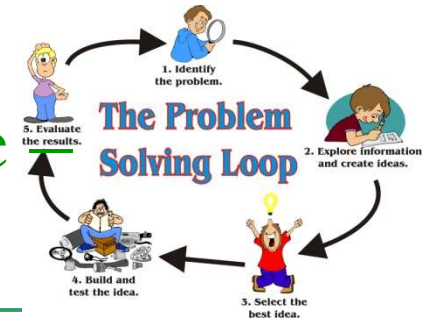 The Problem
Solving Loop
1. Identify
the problem.
2. Explore information
and create ideas.
3. Select the
best idea.
4. Build and
test the idea.
5. Evaluate
the results.